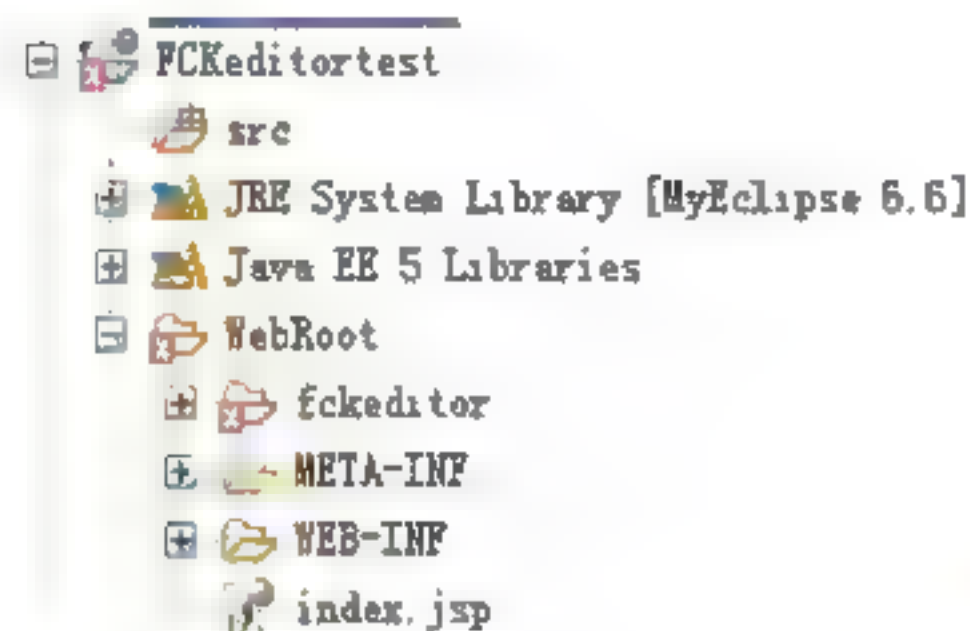 FCKeditortest
src
JRE System Library [MyEclipse 6.6]
Java EE 5 Libraries
WebRoot
fckeditor
META-INF
WEB-INF
index.jsp